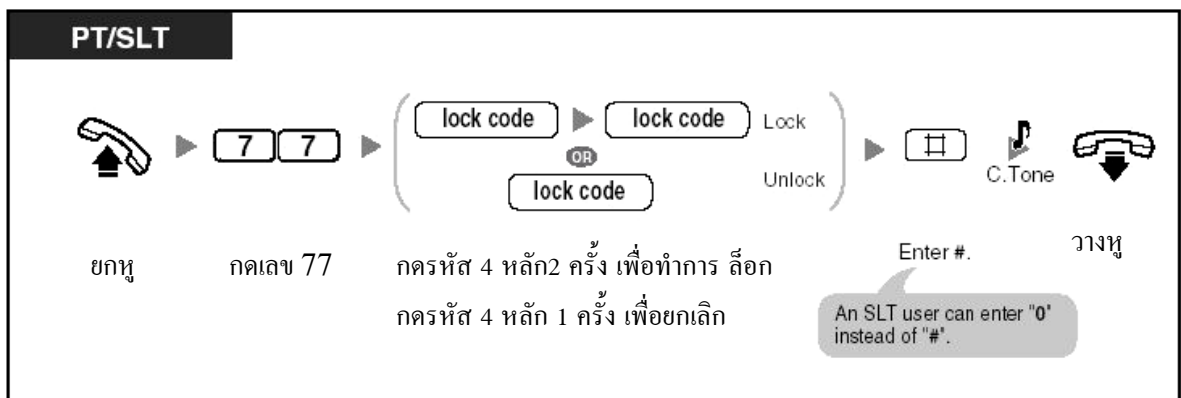 PT/SLT
7 7 lock code lock code Lock
OR
lock code Unlock
# C.Tone
ยกหู กดเลข 77 กดรหัส 4 หลัก2 ครั้ง เพื่อทำการ ล็อก Enter #. วางหู
กดรหัส 4 หลัก 1 ครั้ง เพื่อยกเลิก
An SLT user can enter "0"
instead of "#".